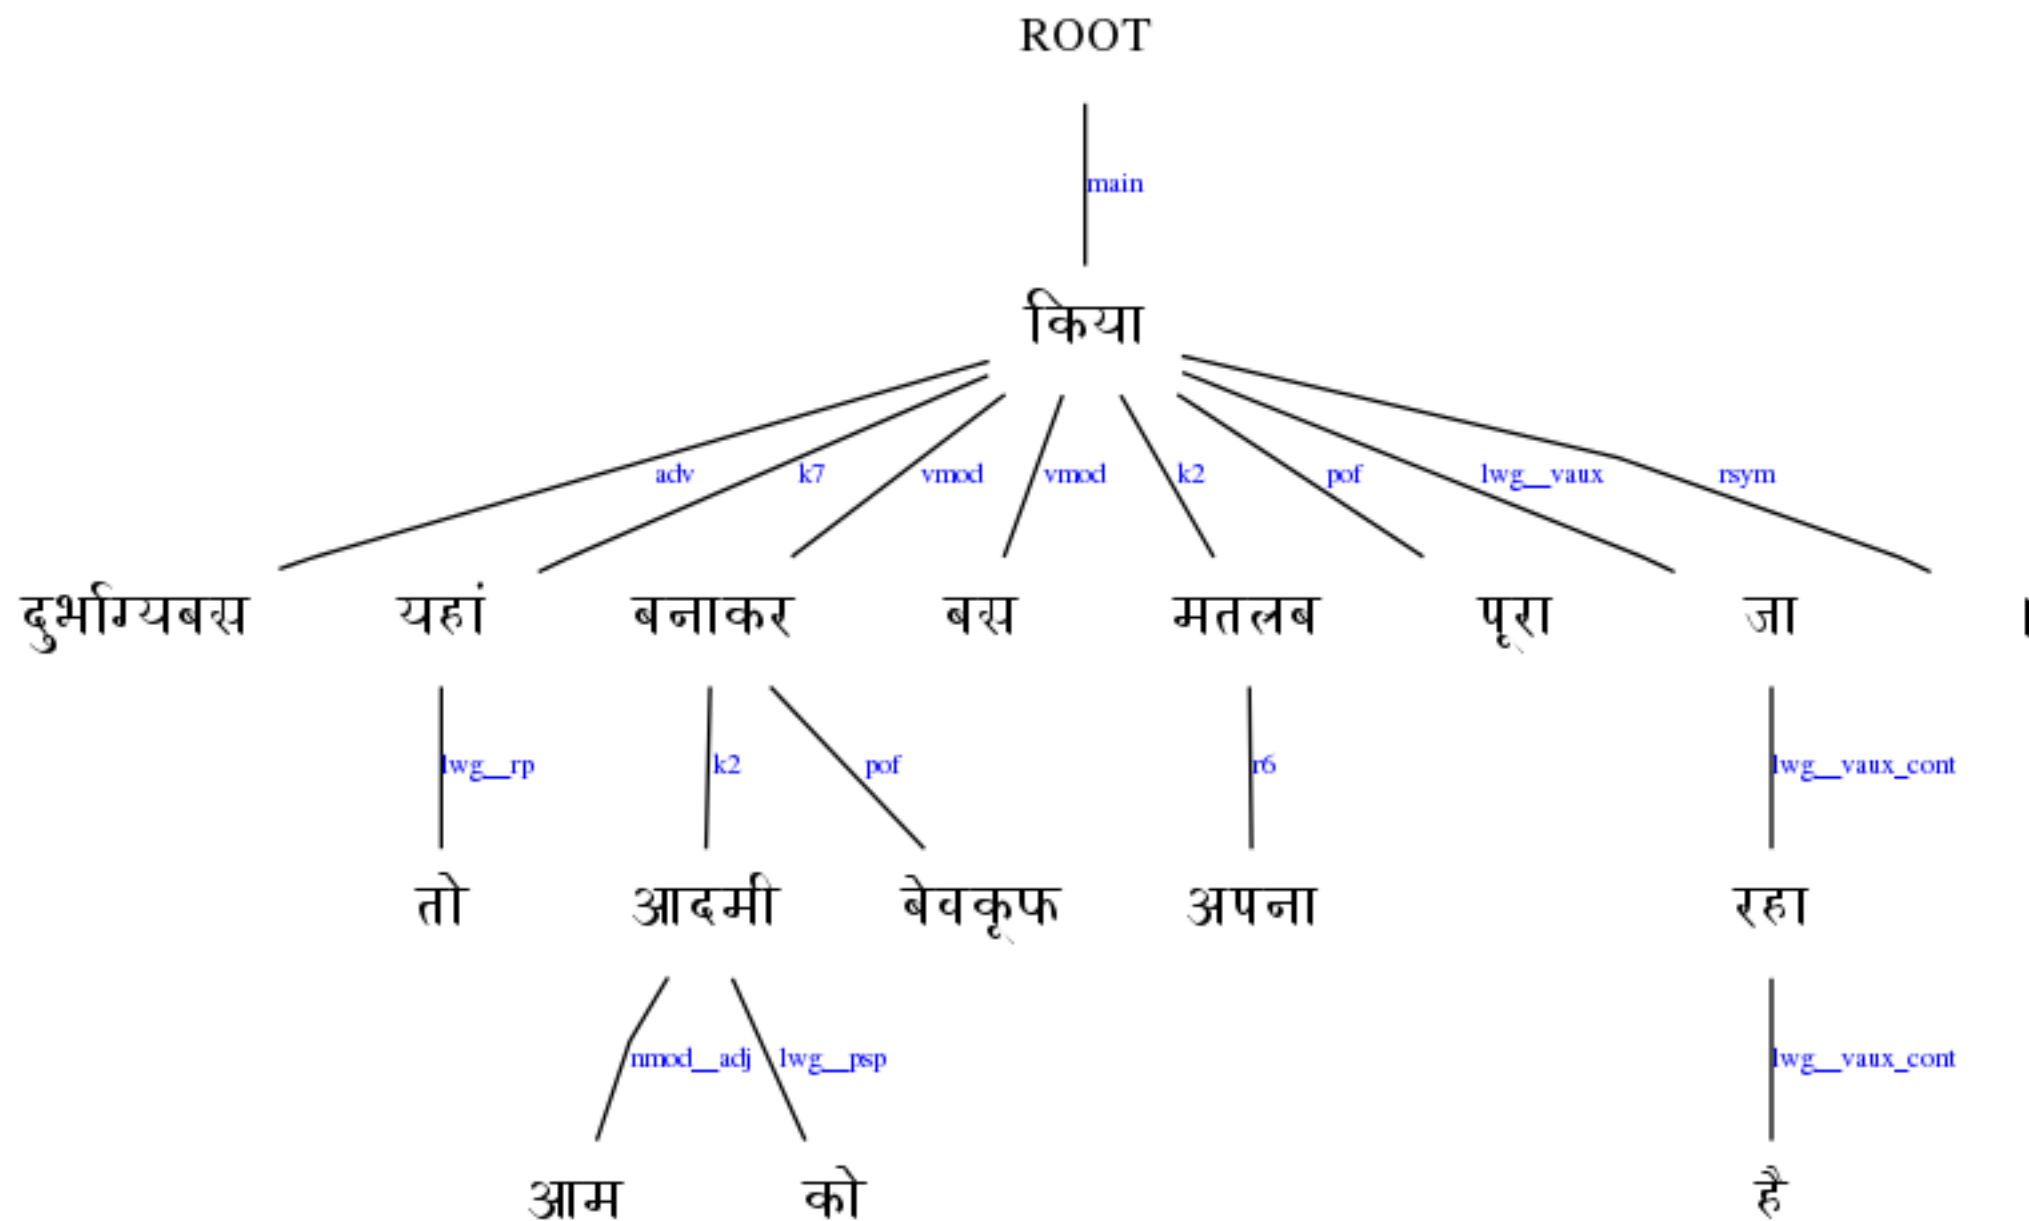 ROOT
main
किया
adv k7 vmod vmod k2 pof lwg__vaux rsym
दुर्भाग्यबस यहां बनाकर बस मतलब पूरा जा ।
lwg__rp k2 pof r6 lwg__vaux_cont
तो आदमी बेवकूफ अपना रहा
nmod__adj lwg__psp lwg__vaux_cont
आम को है